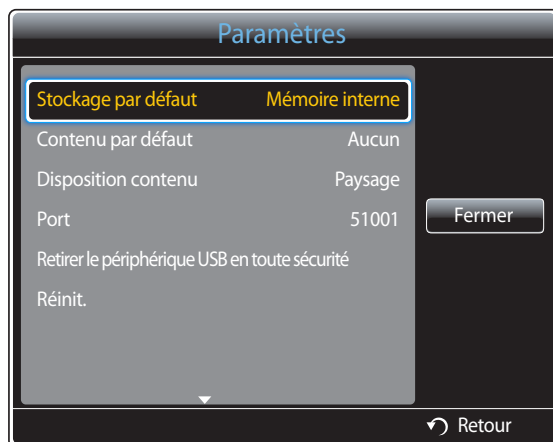 Paramètres
Stockage par défaut Mémoire interne
Contenu par défaut Aucun
Disposition contenu Paysage
Port 51001
Retirer le périphérique USB en toute sécurité
Réinit.
Fermer
Retour